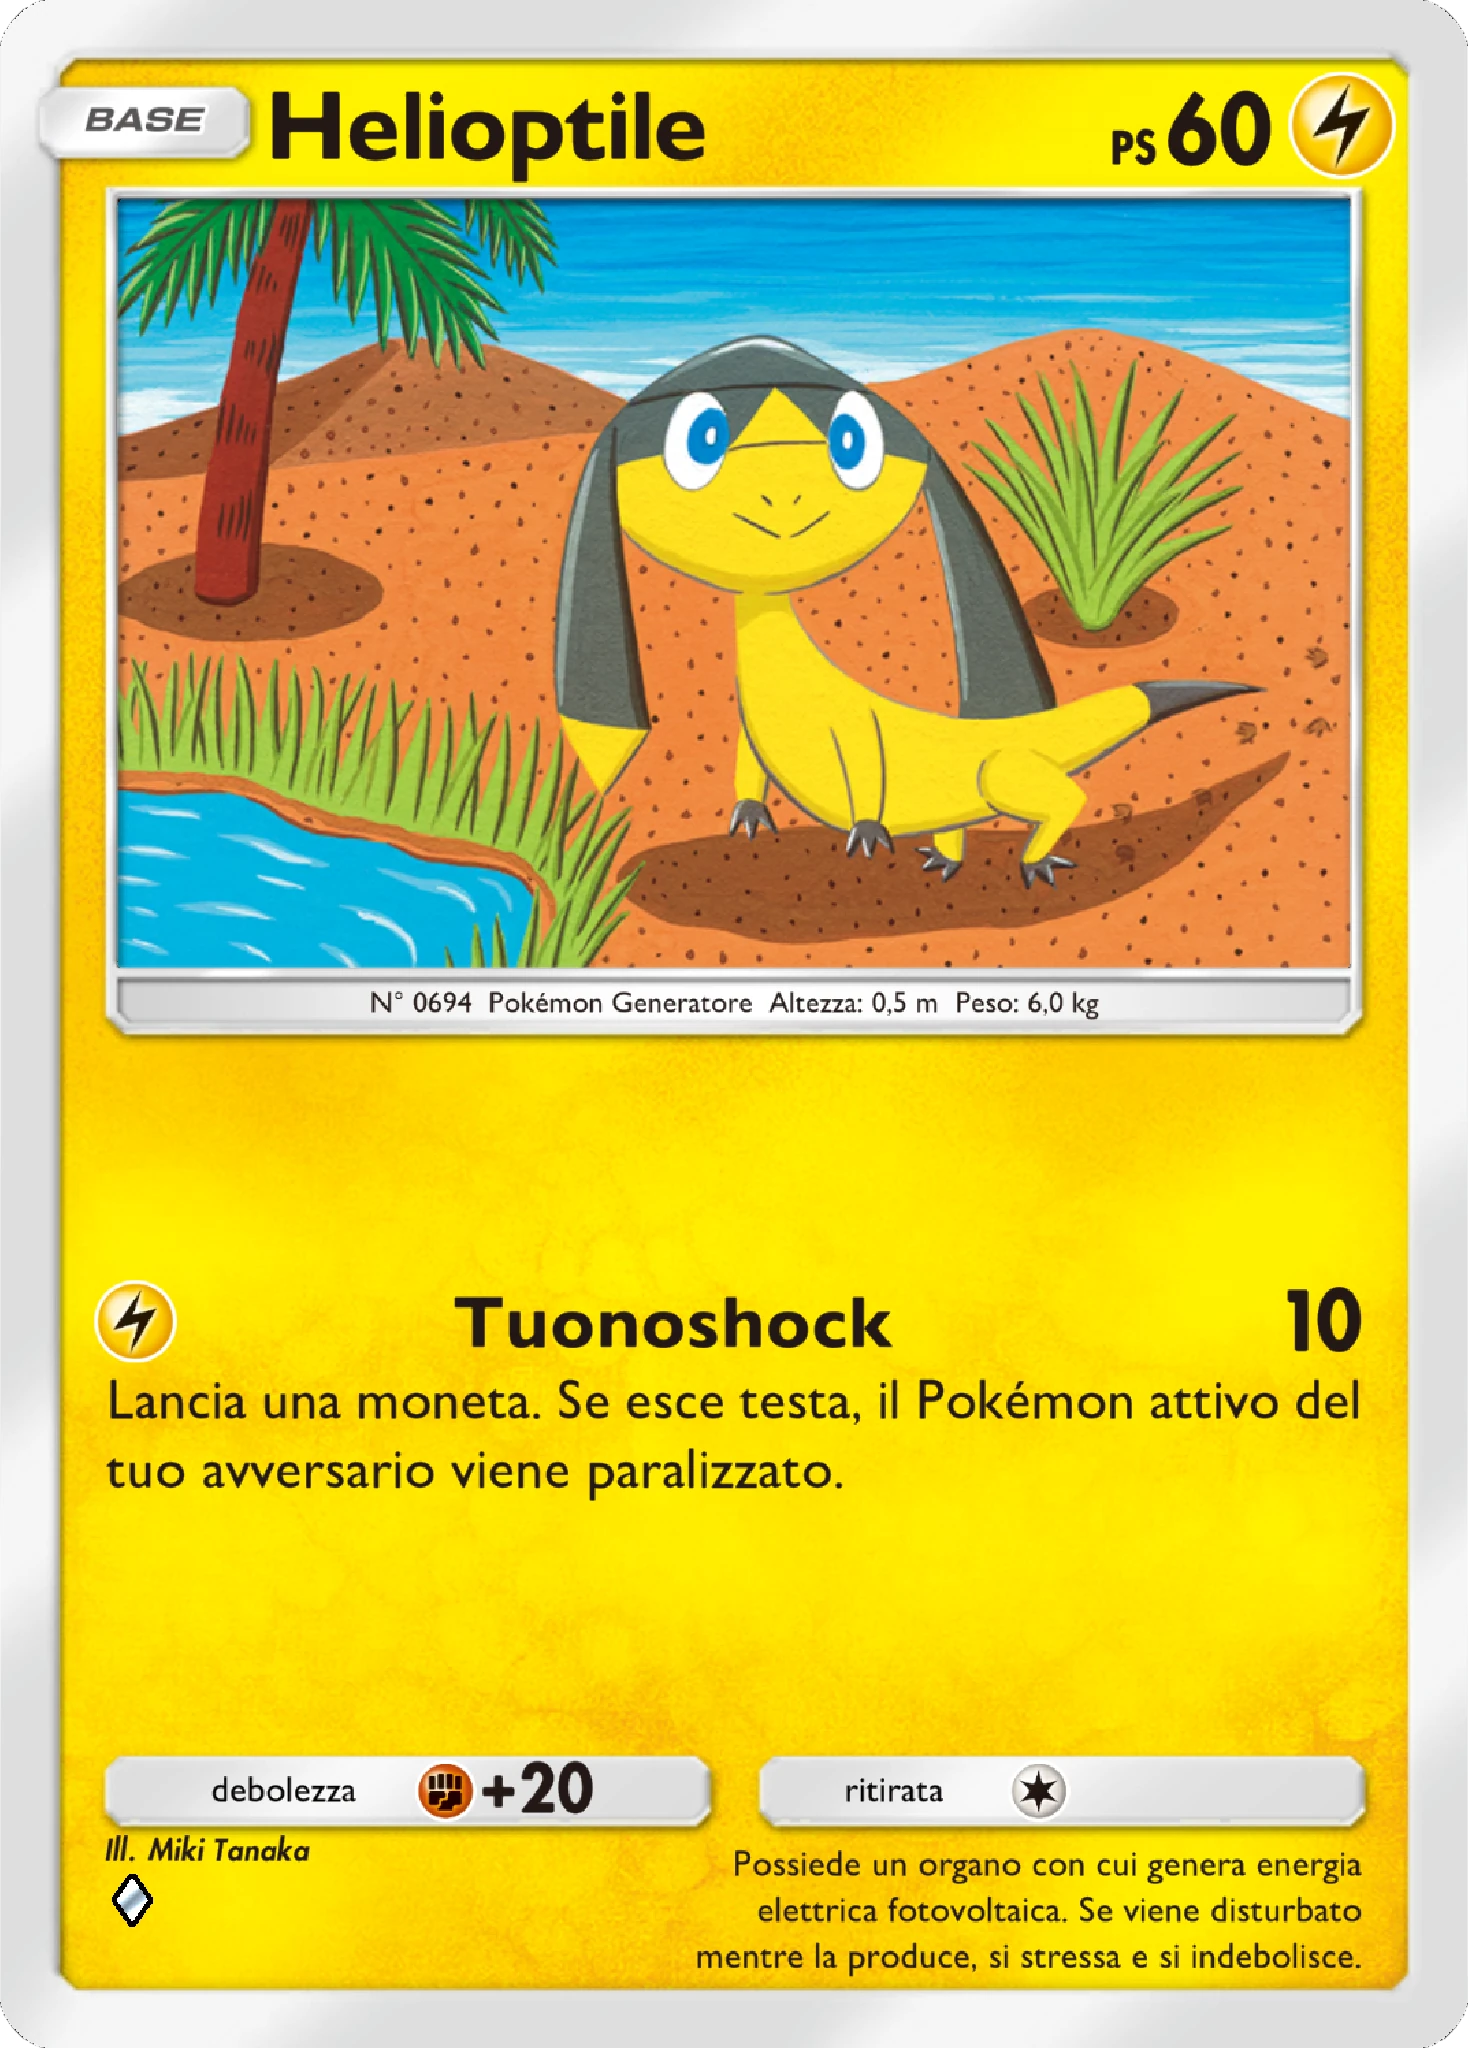 BASE Helioptile PS 60
N° 0694 Pokémon Generatore Altezza: 0,5 m Peso: 6,0 kg
Tuonoshock 10
Lancia una moneta. Se esce testa, il Pokémon attivo del
tuo avversario viene paralizzato.
debolezza +20 ritirata
Ill. Miki Tanaka
Possiede un organo con cui genera energia
elettrica fotovoltaica. Se viene disturbato
mentre la produce, si stressa e si indebolisce.